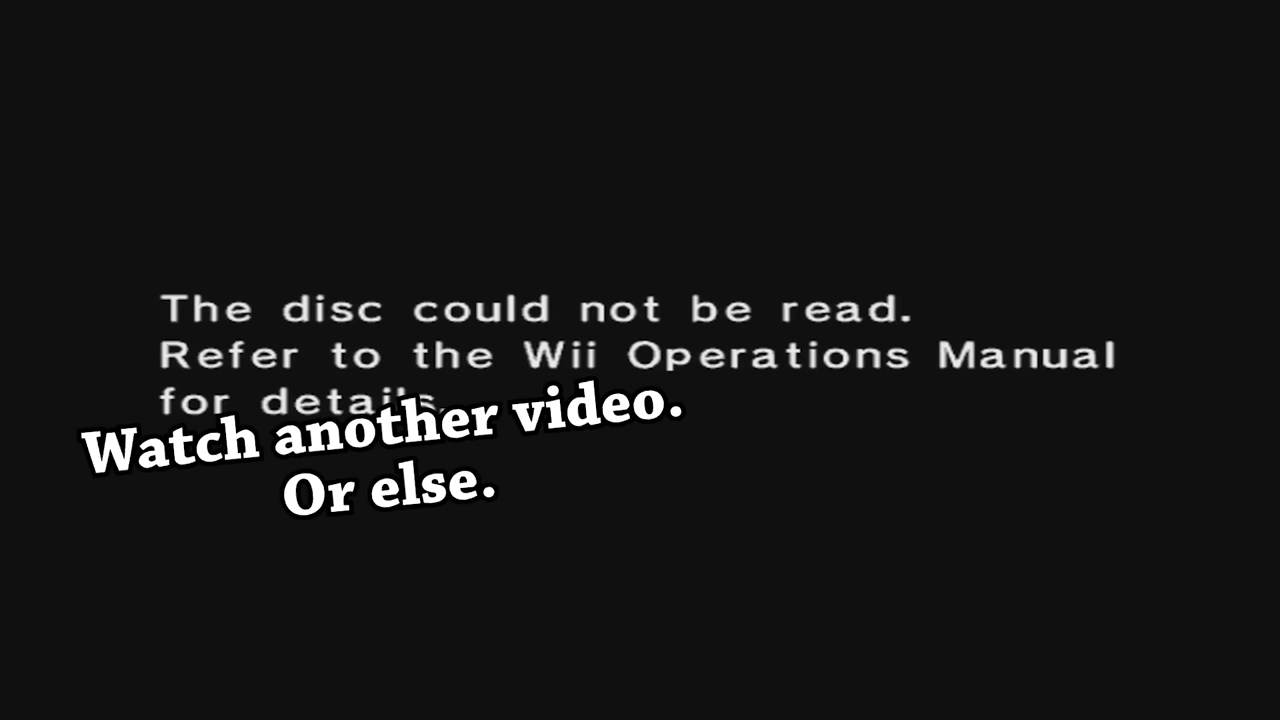 The disc could not be read.
Refer to the Wii Operations Manual
for details.
Watch another video.
Or else.